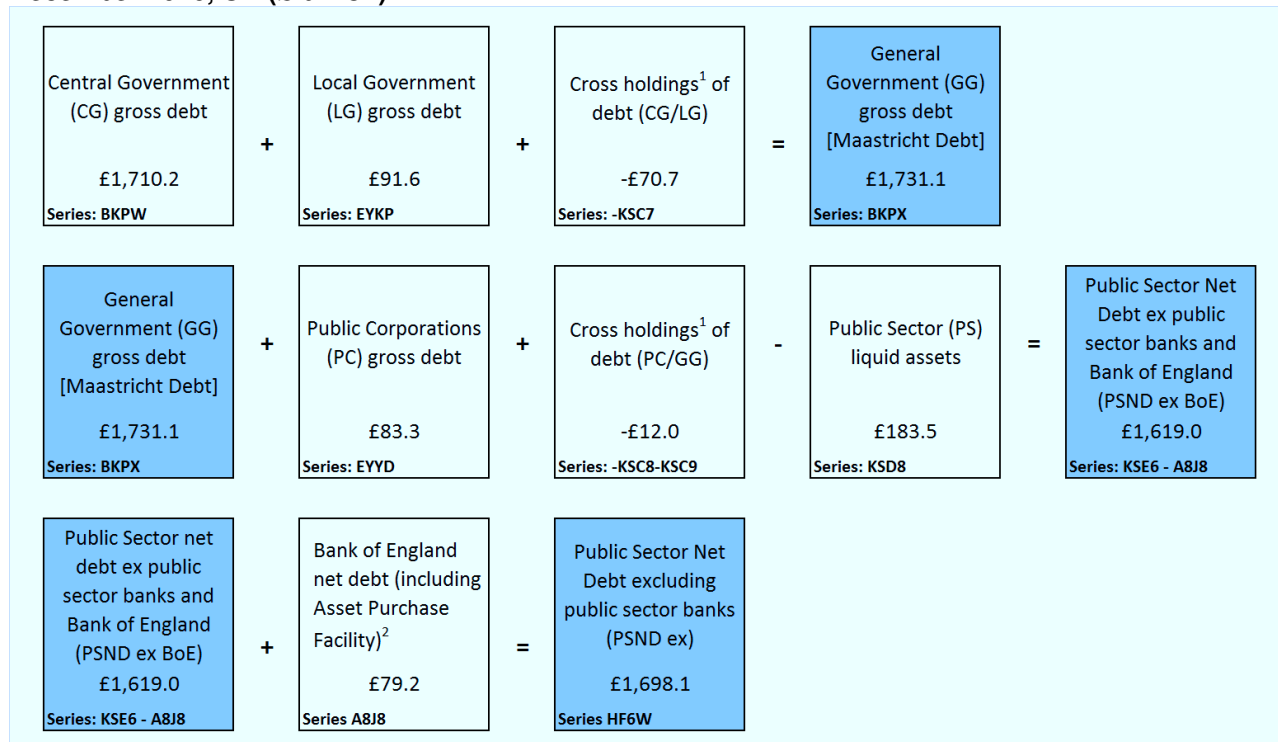 Central Government
(CG) gross debt
£1,710.2
Series: BKPW
+
Local Government
(LG) gross debt
£91.6
Series: EYKP
+
Cross holdings1 of
debt (CG/LG)
-£70.7
Series: -KSC7
=
General
Government (GG)
gross debt
[Maastricht Debt]
£1,731.1
Series: BKPX
General
Government (GG)
gross debt
[Maastricht Debt]
£1,731.1
Series: BKPX
+
Public Corporations
(PC) gross debt
£83.3
Series: EYYD
+
Cross holdings1 of
debt (PC/GG)
-£12.0
Series: -KSC8-KSC9
-
Public Sector (PS)
liquid assets
£183.5
Series: KSD8
=
Public Sector Net
Debt ex public
sector banks and
Bank of England
(PSND ex BoE)
£1,619.0
Series: KSE6 - A8J8
Public Sector net
debt ex public
sector banks and
Bank of England
(PSND ex BoE)
£1,619.0
Series: KSE6 - A8J8
+
Bank of England
net debt (including
Asset Purchase
Facility)2
£79.2
Series A8J8
=
Public Sector Net
Debt excluding
public sector banks
(PSND ex)
£1,698.1
Series HF6W